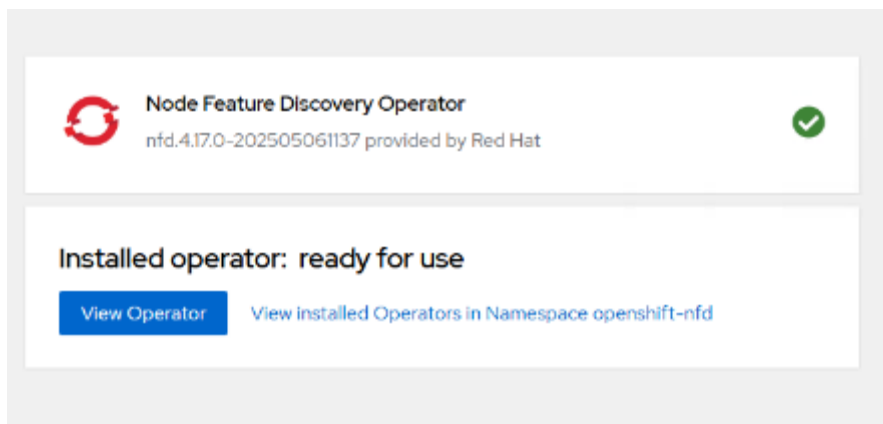 Node Feature Discovery Operator
nfd.4.17.0-202505061137 provided by Red Hat
Installed operator: ready for use
View Operator View installed Operators in Namespace openshift-nfd